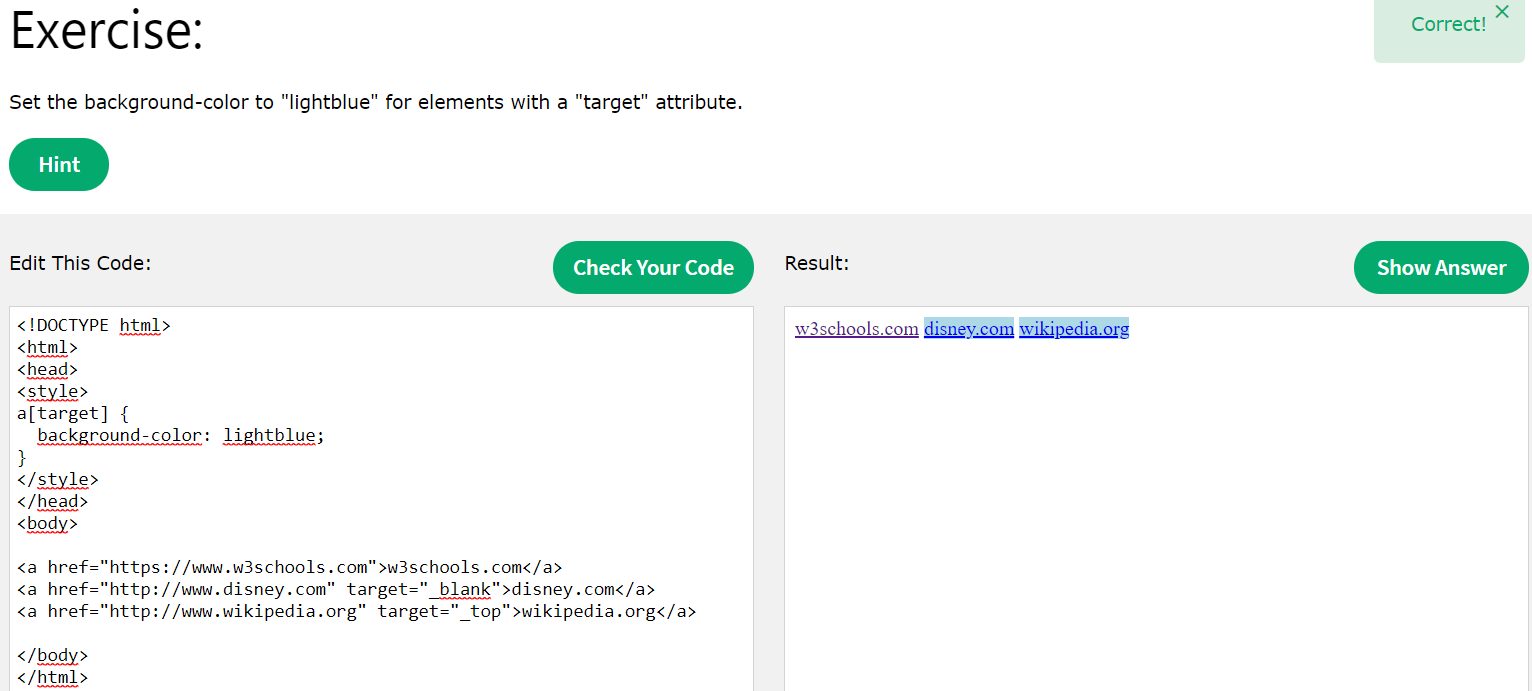 Exercise:
Correct!
×
Set the background-color to "lightblue" for elements with a "target" attribute.
Hint
Edit This Code:
Check Your Code
<!DOCTYPE html>
<html>
<head>
<style>
a[target] {
  background-color: lightblue;
}
</style>
</head>
<body>

<a href="https://www.w3schools.com">w3schools.com</a>
<a href="http://www.disney.com" target="_blank">disney.com</a>
<a href="http://www.wikipedia.org" target="_top">wikipedia.org</a>

</body>
</html>
Result:
Show Answer
w3schools.com disney.com wikipedia.org